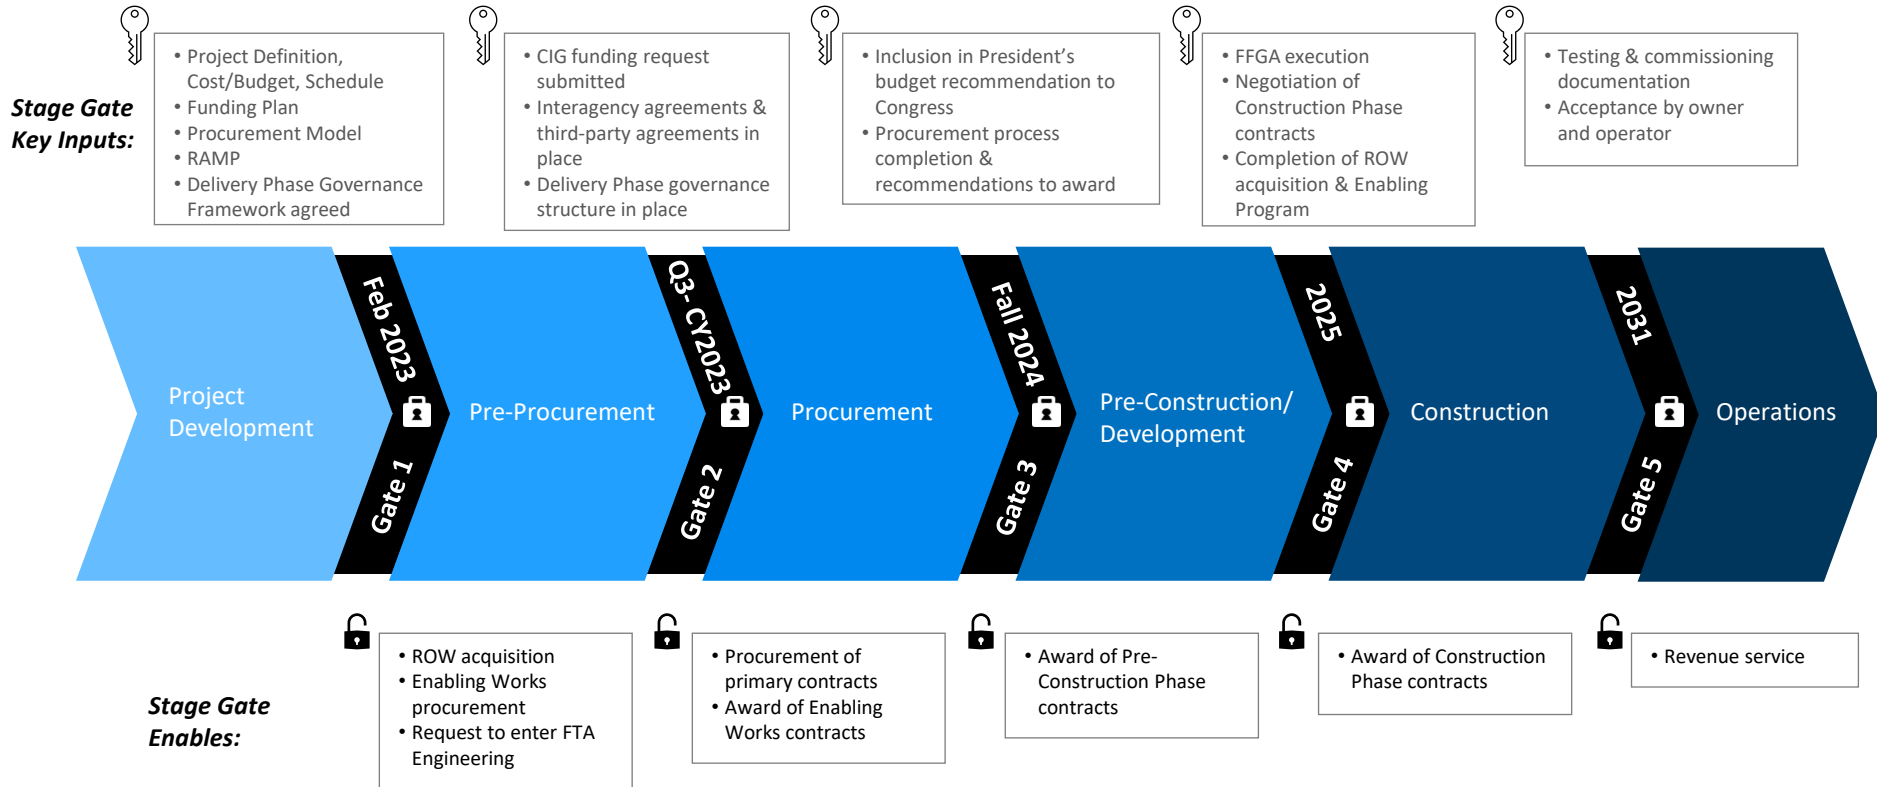 Stage Gate
Key Inputs:
• Project Definition,
Cost/Budget, Schedule
• Funding Plan
• Procurement Model
• RAMP
• Delivery Phase Governance
Framework agreed
• CIG funding request
submitted
• Interagency agreements &
third-party agreements in
place
• Delivery Phase governance
structure in place
• Inclusion in President’s
budget recommendation to
Congress
• Procurement process
completion &
recommendations to award
• FFGA execution
• Negotiation of
Construction Phase
contracts
• Completion of ROW
acquisition & Enabling
Program
• Testing & commissioning
documentation
• Acceptance by owner
and operator
Project
Development
Feb 2023
Gate 1
Pre-Procurement
Q3- CY2023
Gate 2
Procurement
Fall 2024
Gate 3
Pre-Construction/
Development
2025
Gate 4
Construction
2031
Gate 5
Operations
Stage Gate
Enables:
• ROW acquisition
• Enabling Works
procurement
• Request to enter FTA
Engineering
• Procurement of
primary contracts
• Award of Enabling
Works contracts
• Award of Pre-
Construction Phase
contracts
• Award of Construction
Phase contracts
• Revenue service